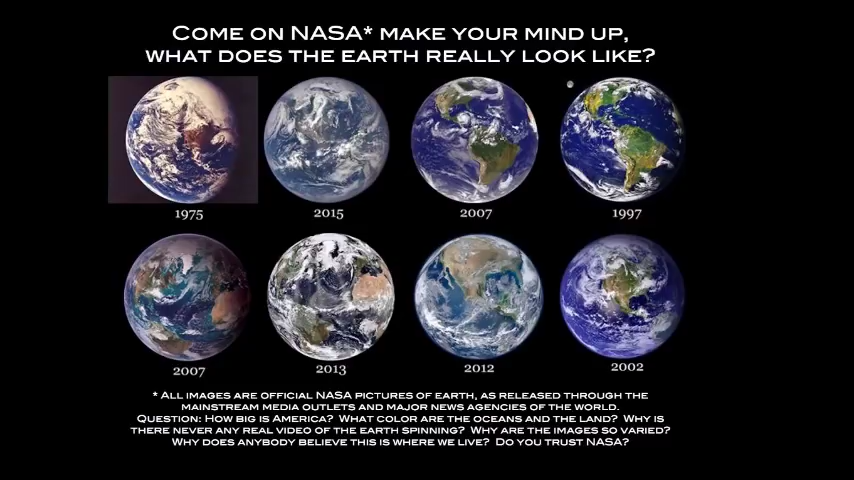 Come on NASA* make your mind up,
what does the earth really look like?
1975
2015
2007
1997
2007
2013
2012
2002
* All images are official NASA pictures of earth, as released through the
mainstream media outlets and major news agencies of the world.
Question: How big is America? What color are the oceans and the land? Why is
there never any real video of the earth spinning? Why are the images so varied?
Why does anybody believe this is where we live? Do you trust NASA?